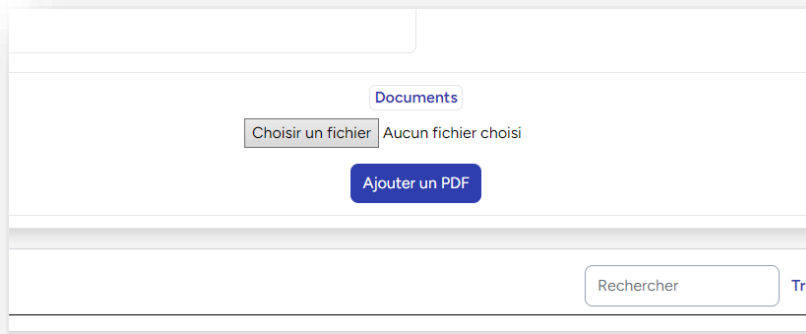 Documents
Choisir un fichier Aucun fichier choisi
Ajouter un PDF
Rechercher